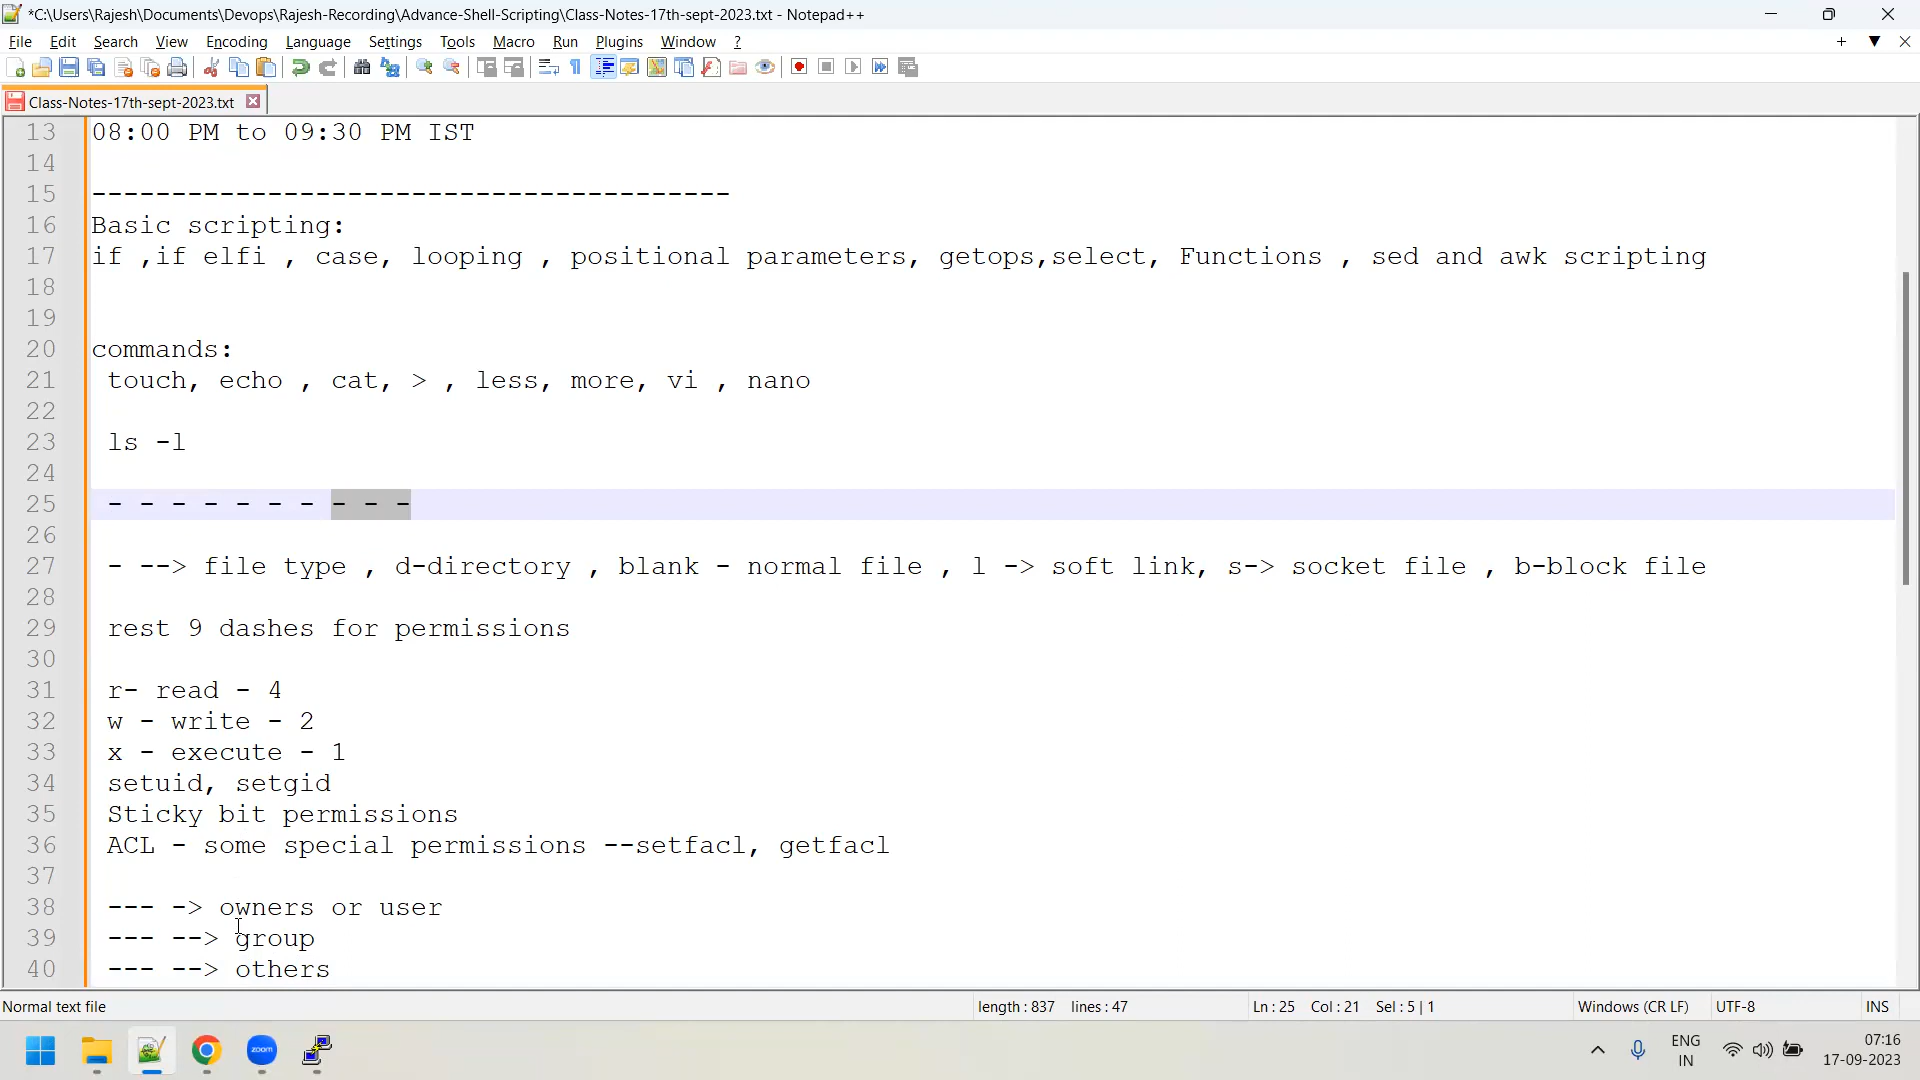 *C:\Users\Rajesh\Documents\Devops\Rajesh-Recording\Advance-Shell-Scripting\Class-Notes-17th-sept-2023.txt - Notepad++
File Edit Search View Encoding Language Settings Tools Macro Run Plugins Window ?
Class-Notes-17th-sept-2023.txt
13 08:00 PM to 09:30 PM IST
14
15 ----------------------------------------
16 Basic scripting:
17 if ,if elfi , case, looping , positional parameters, getops,select, Functions , sed and awk scripting
18
19
20 commands:
21 touch, echo , cat, > , less, more, vi , nano
22
23 ls -l
24
25 - - - - - - - - - -
26
27 - --> file type , d-directory , blank - normal file , l -> soft link, s-> socket file , b-block file
28
29 rest 9 dashes for permissions
30
31 r- read - 4
32 w - write - 2
33 x - execute - 1
34 setuid, setgid
35 Sticky bit permissions
36 ACL - some special permissions --setfacl, getfacl
37
38 --- -> owners or user
39 --- --> group
40 --- --> others
Normal text file length : 837 lines : 47 Ln : 25 Col : 21 Sel : 5 | 1 Windows (CR LF) UTF-8 INS
zoom
ENG
IN
07:16
17-09-2023